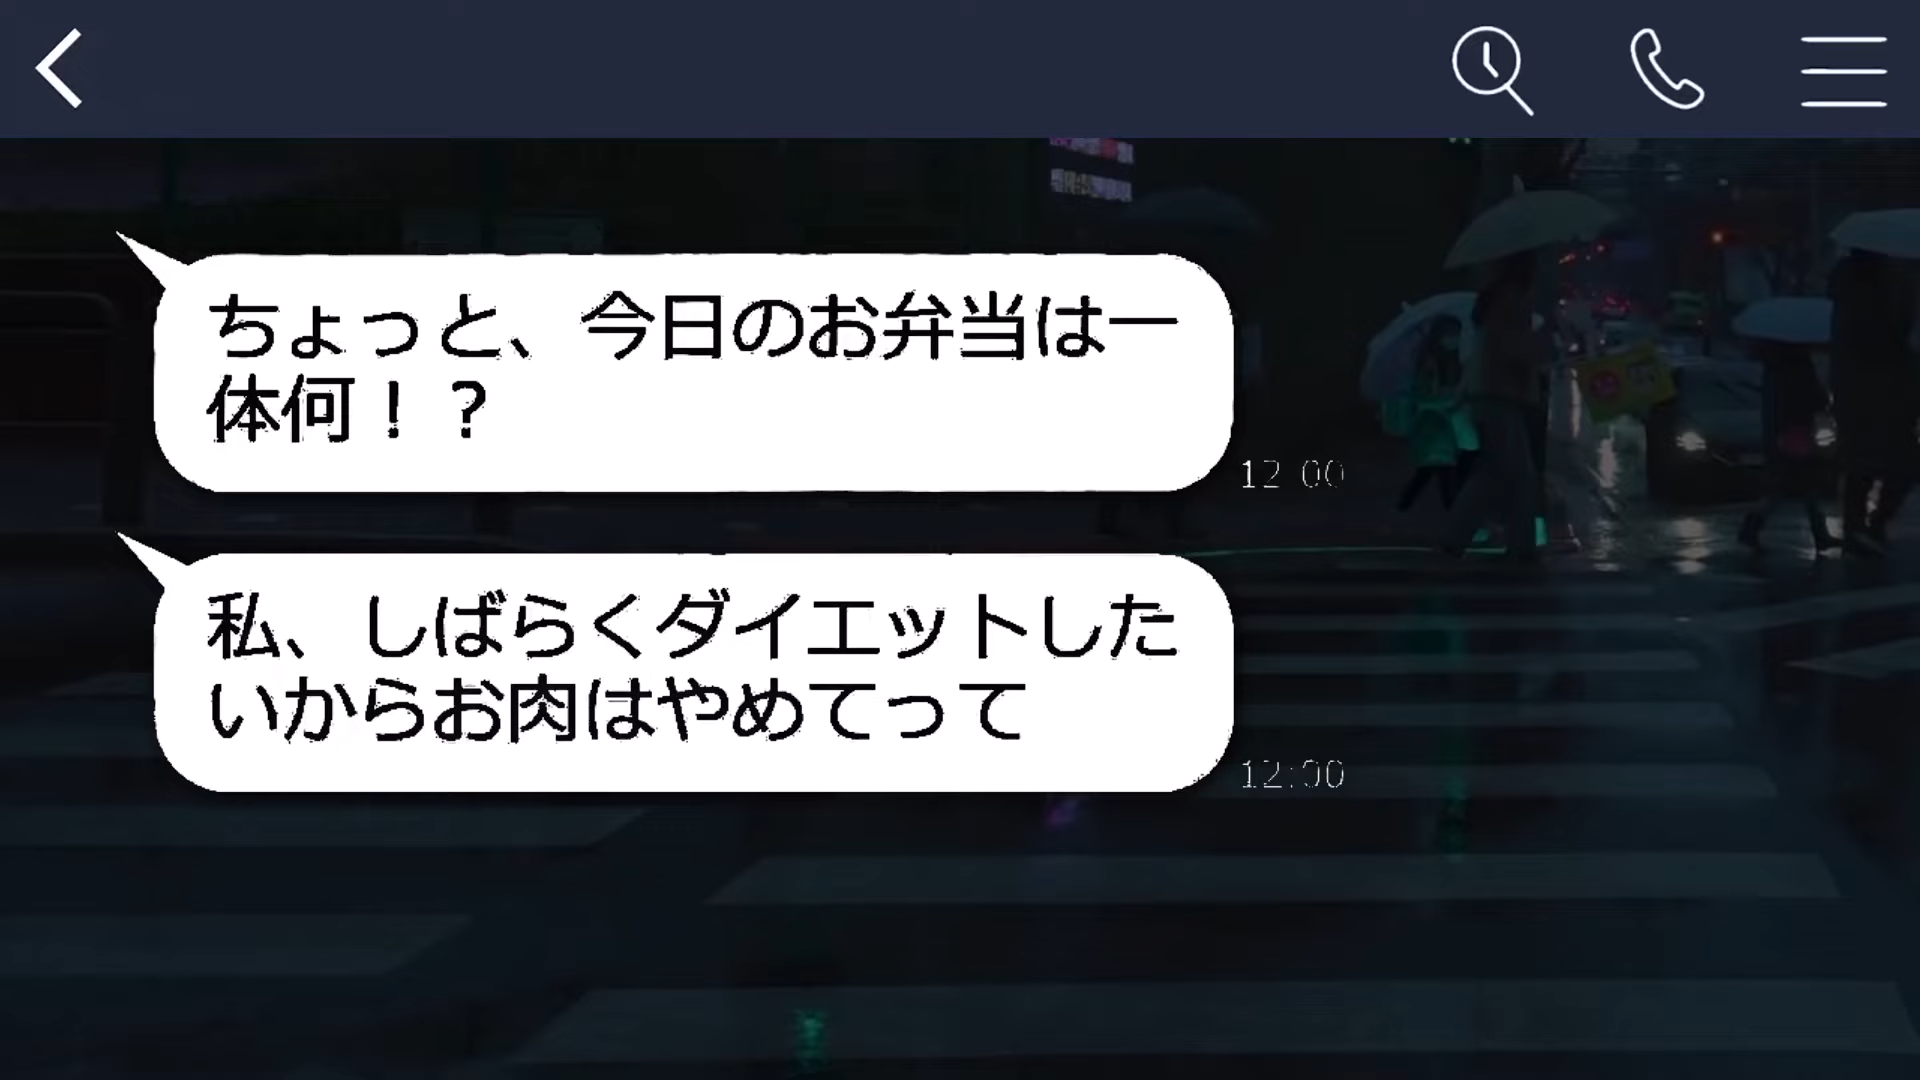 ちょっと、今日のお弁当は一
体何！？
12 00
私、しばらくダイエットした
いからお肉はやめてって
12:00